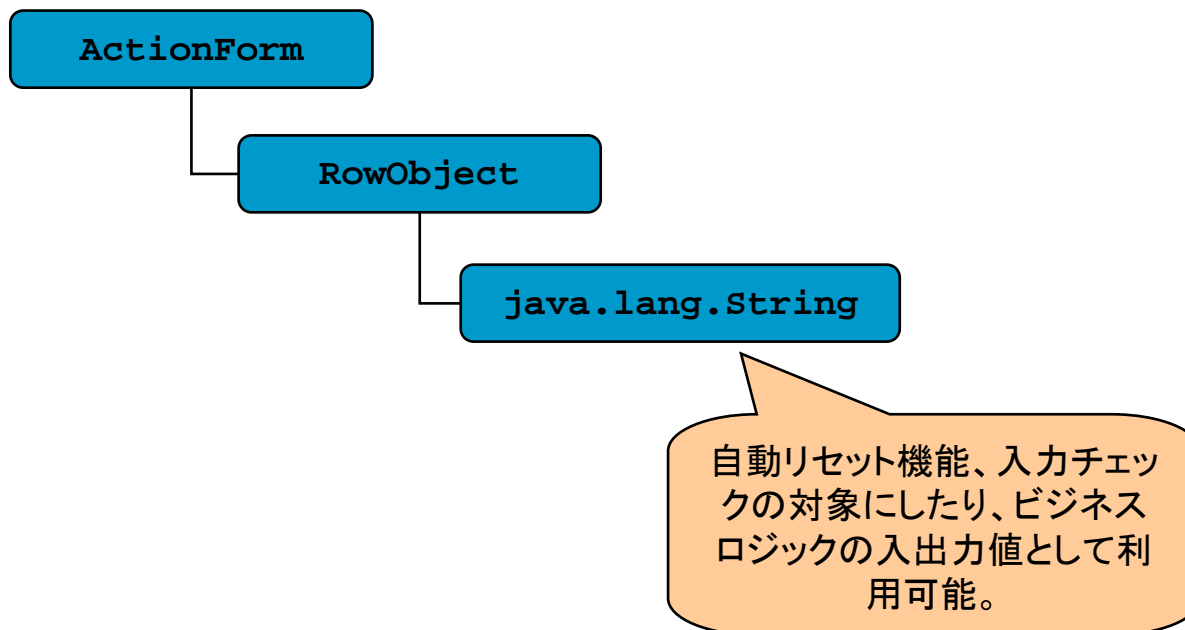 ActionForm
RowObject
java.lang.String
自動リセット機能、入力チェッ
クの対象にしたり、ビジネス
ロジックの入出力値として利
用可能。